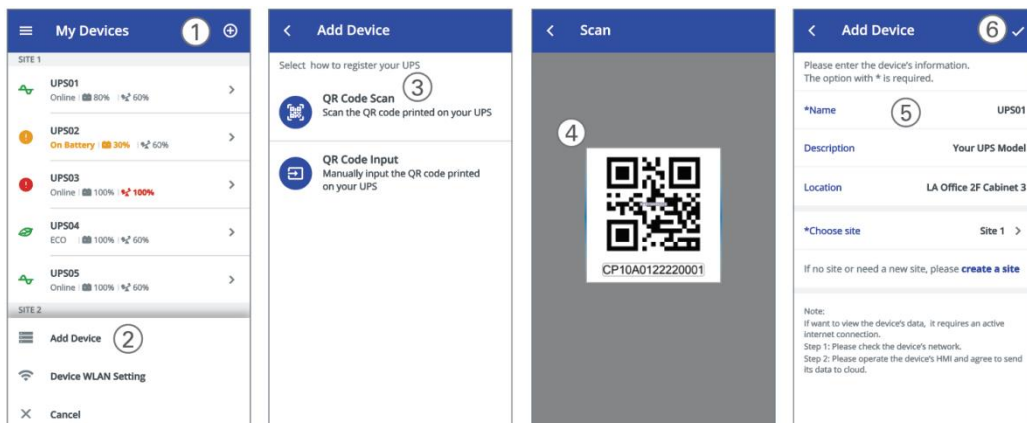 My Devices
1
SITE 1
UPS01
Online 80% 60%
UPS02
On Battery 30% 60%
UPS03
Online 100% 100%
UPS04
ECO 100% 60%
UPS05
Online 100% 60%
SITE 2
Add Device
2
Device WLAN Setting
Cancel
Add Device
Select how to register your UPS
3
QR Code Scan
Scan the QR code printed on your UPS
QR Code Input
Manually input the QR code printed
on your UPS
Scan
4
CP10A0122220001
Add Device
6
Please enter the device's information.
The option with * is required.
*Name
5
UPS01
Description
Your UPS Model
Location
LA Office 2F Cabinet 3
*Choose site
Site 1
If no site or need a new site, please create a site
Note:
If want to view the device's data, it requires an active
internet connection.
Step 1: Please check the device's network.
Step 2: Please operate the device's HMI and agree to send
its data to cloud.